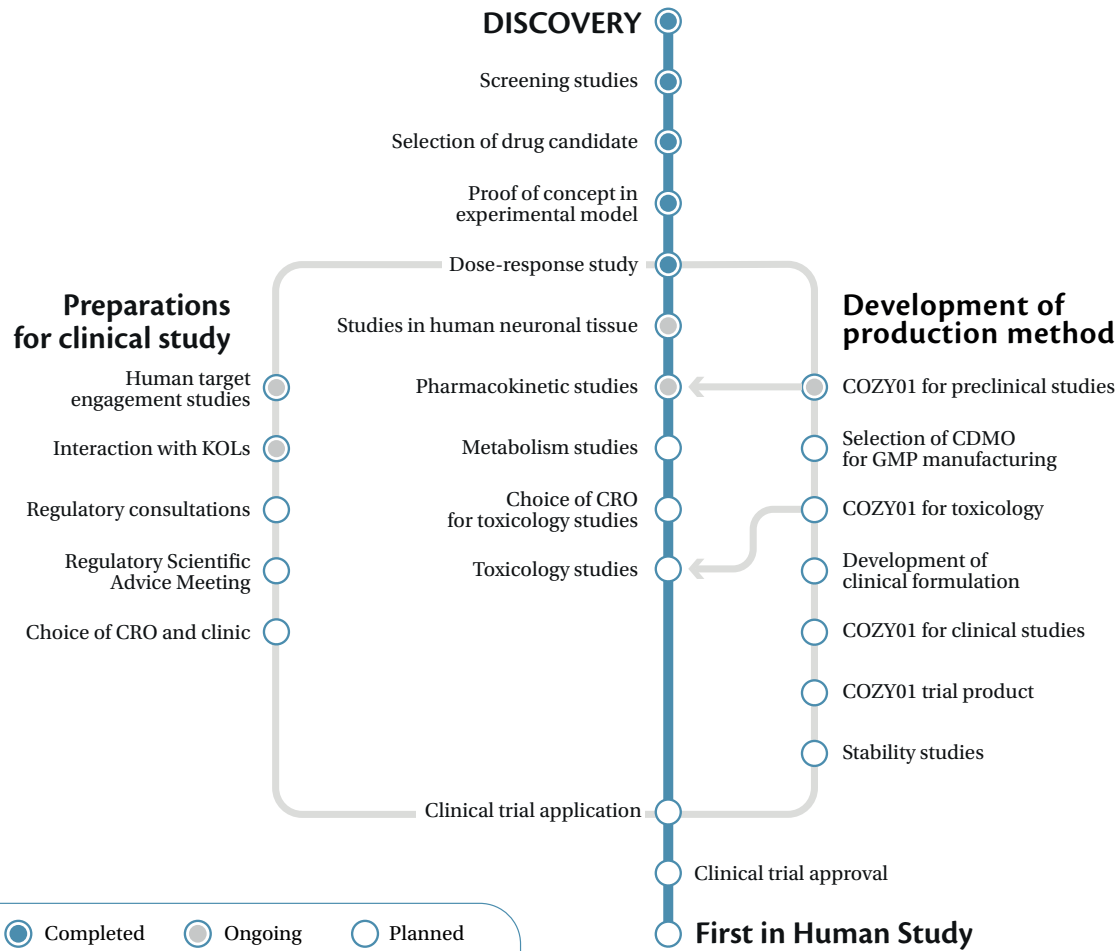 DISCOVERY
Screening studies
Selection of drug candidate
Proof of concept in
experimental model
Dose-response study
Studies in human neuronal tissue
Pharmacokinetic studies
Metabolism studies
Choice of CRO
for toxicology studies
Toxicology studies
Preparations
for clinical study
Human target
engagement studies
Interaction with KOLs
Regulatory consultations
Regulatory Scientific
Advice Meeting
Choice of CRO and clinic
Development of
production method
COZY01 for preclinical studies
Selection of CDMO
for GMP manufacturing
COZY01 for toxicology
Development of
clinical formulation
COZY01 for clinical studies
COZY01 trial product
Stability studies
Clinical trial application
Clinical trial approval
First in Human Study
Completed
Ongoing
Planned